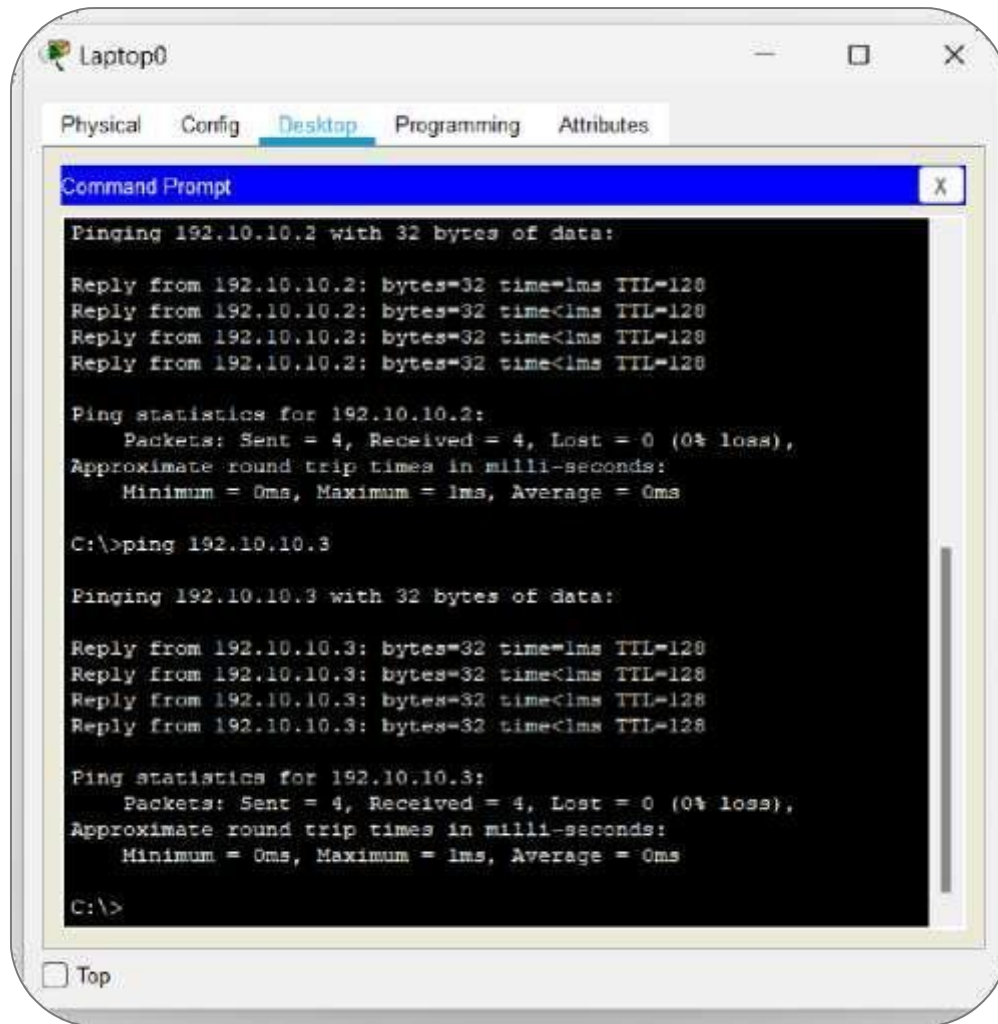 Laptop0
Physical Config Desktop Programming Attributes
Command Prompt X
Pinging 192.10.10.2 with 32 bytes of data:
Reply from 192.10.10.2: bytes=32 time=1ms TTL=128
Reply from 192.10.10.2: bytes=32 time<1ms TTL=128
Reply from 192.10.10.2: bytes=32 time<1ms TTL=128
Reply from 192.10.10.2: bytes=32 time<1ms TTL=128
Ping statistics for 192.10.10.2:
Packets: Sent = 4, Received = 4, Lost = 0 (0% loss),
Approximate round trip times in milli-seconds:
Minimum = 0ms, Maximum = 1ms, Average = 0ms
C:\>ping 192.10.10.3
Pinging 192.10.10.3 with 32 bytes of data:
Reply from 192.10.10.3: bytes=32 time=1ms TTL=128
Reply from 192.10.10.3: bytes=32 time<1ms TTL=128
Reply from 192.10.10.3: bytes=32 time<1ms TTL=128
Reply from 192.10.10.3: bytes=32 time<1ms TTL=128
Ping statistics for 192.10.10.3:
Packets: Sent = 4, Received = 4, Lost = 0 (0% loss),
Approximate round trip times in milli-seconds:
Minimum = 0ms, Maximum = 1ms, Average = 0ms
C:\>
Top